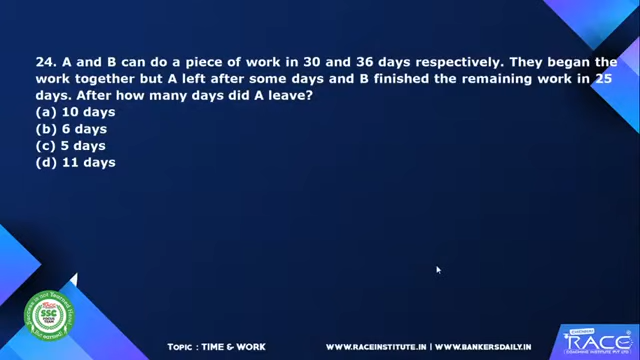 24. A and B can do a piece of work in 30 and 36 days respectively. They began the
work together but A left after some days and B finished the remaining work in 25
days. After how many days did A leave?
(a) 10 days
(b) 6 days
(c) 5 days
(d) 11 days
Race
SSC
TOPIC : TIME & WORK
WWW.RACEINSTITUTE.IN | WWW.BANKERSDAILY.IN
RACE